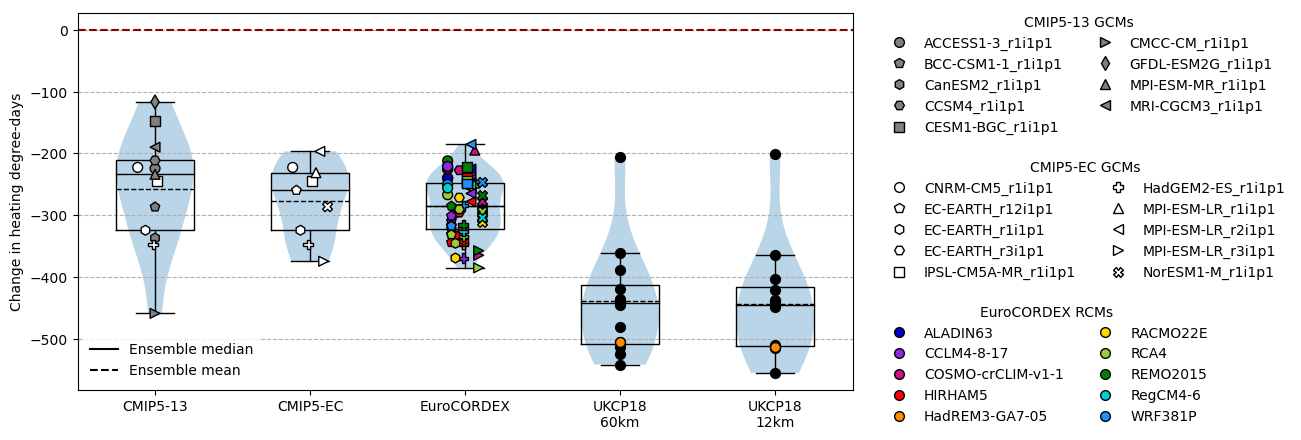 Change in heating degree-days
0
−100
−200
−300
−400
−500
Ensemble median
Ensemble mean
CMIP5-13
CMIP5-EC
EuroCORDEX
UKCP18
60km
UKCP18
12km
CMIP5-13 GCMs
ACCESS1-3_r1i1p1
BCC-CSM1-1_r1i1p1
CanESM2_r1i1p1
CCSM4_r1i1p1
CESM1-BGC_r1i1p1
CMCC-CM_r1i1p1
GFDL-ESM2G_r1i1p1
MPI-ESM-MR_r1i1p1
MRI-CGCM3_r1i1p1
CMIP5-EC GCMs
CNRM-CM5_r1i1p1
EC-EARTH_r12i1p1
EC-EARTH_r1i1p1
EC-EARTH_r3i1p1
IPSL-CM5A-MR_r1i1p1
HadGEM2-ES_r1i1p1
MPI-ESM-LR_r1i1p1
MPI-ESM-LR_r2i1p1
MPI-ESM-LR_r3i1p1
NorESM1-M_r1i1p1
EuroCORDEX RCMs
ALADIN63
CCLM4-8-17
COSMO-crCLIM-v1-1
HIRHAM5
HadREM3-GA7-05
RACMO22E
RCA4
REMO2015
RegCM4-6
WRF381P